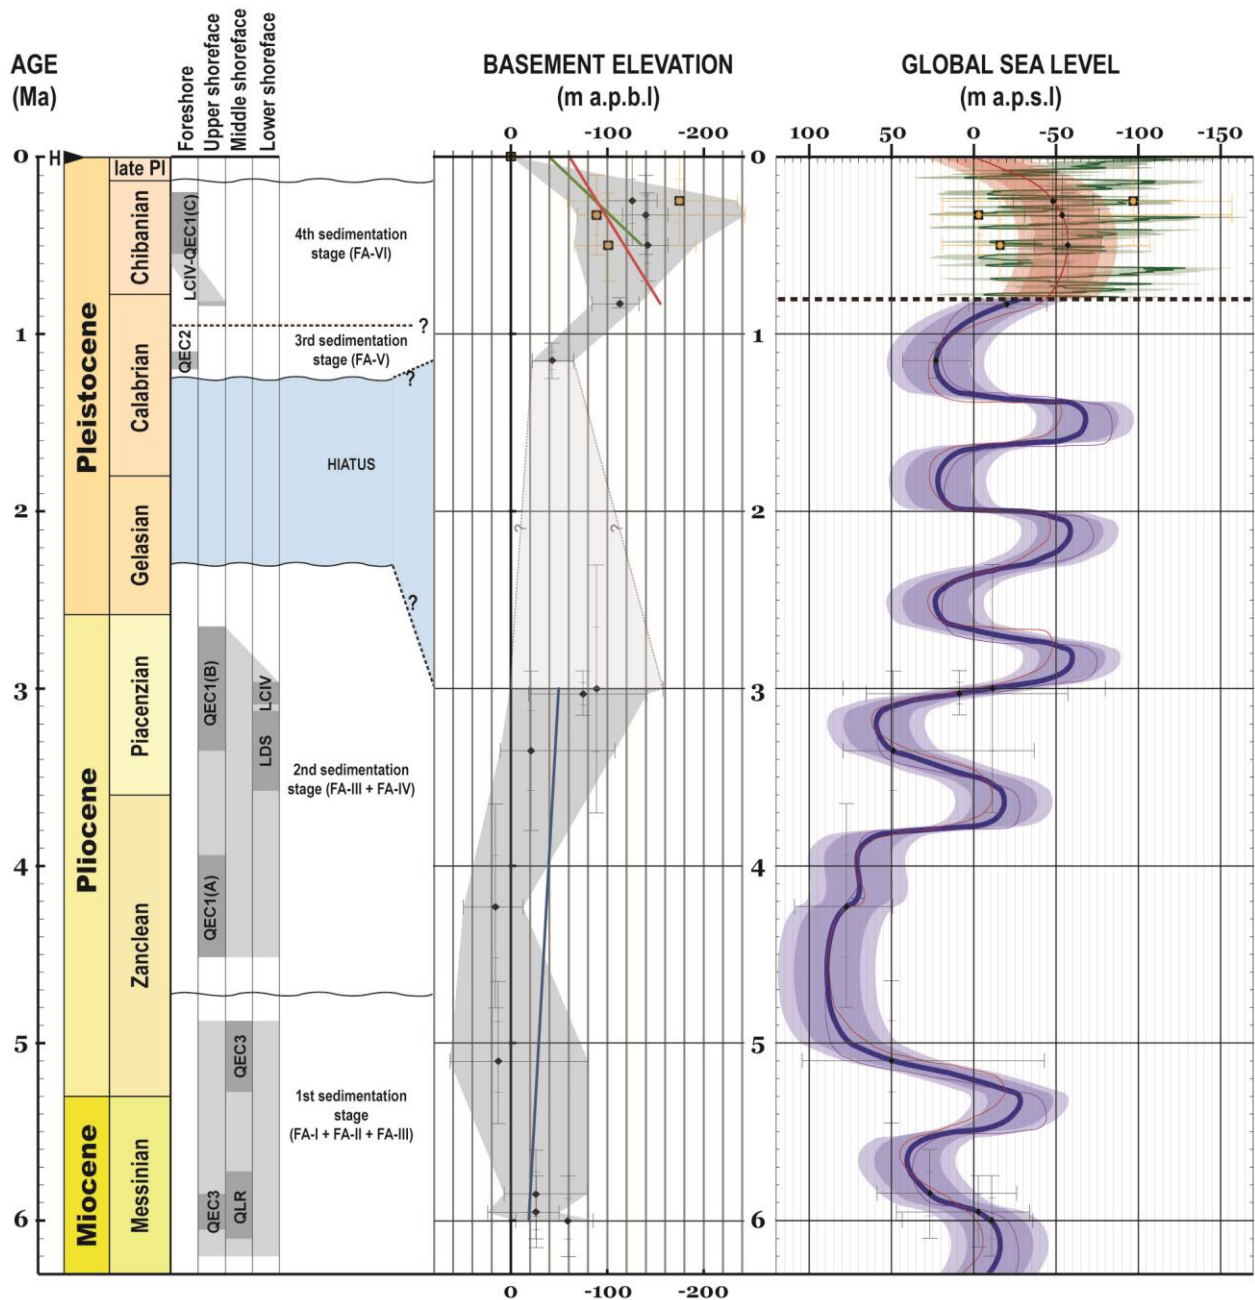 AGE
(Ma)
Foreshore
Upper shoreface
Middle shoreface
Lower shoreface
BASEMENT ELEVATION
(m a.p.b.l)
GLOBAL SEA LEVEL
(m a.p.s.l)
0 -100 -200
100 50 0 -50 -100 -150
0 H
late Pl
0
Chibanian
LCIV-QEC1(C)
4th sedimentation
stage (FA-VI)
?
1
1
QEC2
3rd sedimentation
stage (FA-V)
?
Pleistocene
Calabrian
HIATUS
2
? ?
2
Gelasian
?
QEC1(B)
3
LCIV
3
Piacenzian
LDS
2nd sedimentation
stage (FA-III + FA-IV)
Pliocene
4
4
QEC1(A)
Zanclean
5
QEC3
5
1st sedimentation
stage
(FA-I + FA-II + FA-III)
Miocene
Messinian
QEC3
QLR
6
6
0 -100 -200